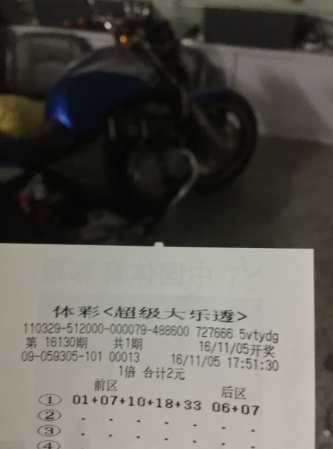 体彩<超级大乐透>
110329-512000-000079-488600 727666 5vtydg
第 16130期 共1期 16/11/05开奖
09-059305-101 00013 16/11/05 17:51:30
1倍 合计2元
前区 后区
① 01+07+10+18+33 06+07
② - - - - - - -
③ - - - - - - -
④